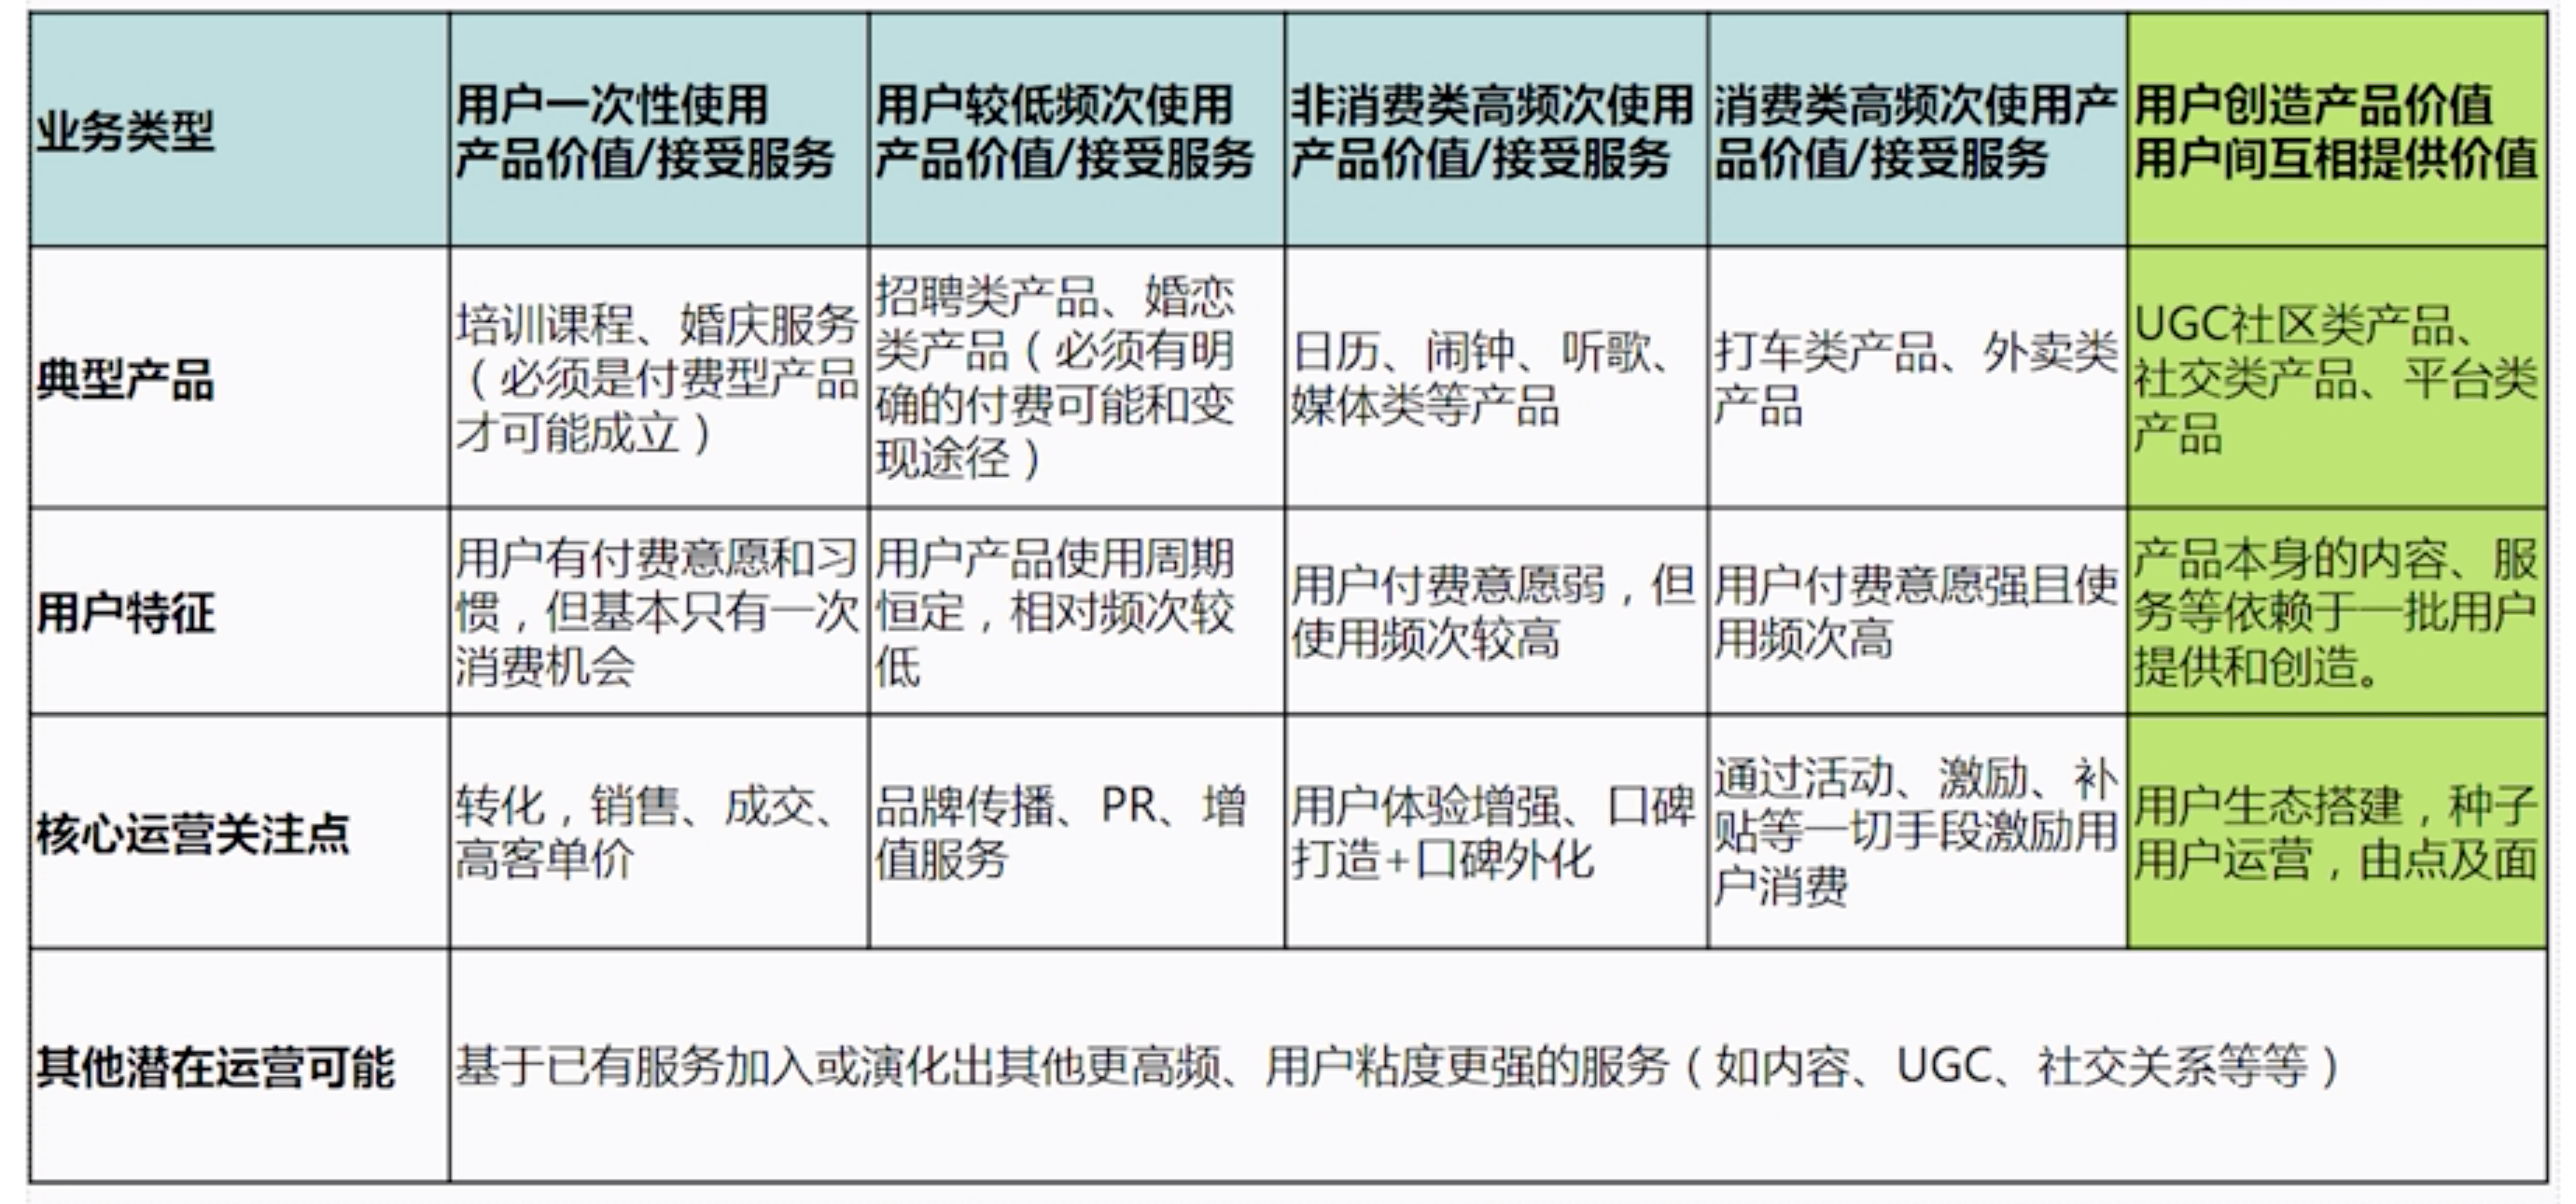 业务类型
用户一次性使用
产品价值/接受服务
用户较低频次使用
产品价值/接受服务
非消费类高频次使用
产品价值/接受服务
消费类高频次使用产
品价值/接受服务
用户创造产品价值
用户间互相提供价值
典型产品
培训课程、婚庆服务
（必须是付费型产品
才可能成立）
招聘类产品、婚恋
类产品（必须有明
确的付费可能和变
现途径）
日历、闹钟、听歌、
媒体类等产品
打车类产品、外卖类
产品
UGC社区类产品、
社交类产品、平台类
产品
用户特征
用户有付费意愿和习
惯，但基本只有一次
消费机会
用户产品使用周期
恒定，相对频次较
低
用户付费意愿弱，但
使用频次较高
用户付费意愿强且使
用频次高
产品本身的内容、服
务等依赖于一批用户
提供和创造。
核心运营关注点
转化，销售、成交、
高客单价
品牌传播、PR、增
值服务
用户体验增强、口碑
打造+口碑外化
通过活动、激励、补
贴等一切手段激励用
户消费
用户生态搭建，种子
用户运营，由点及面
其他潜在运营可能
基于已有服务加入或演化出其他更高频、用户粘度更强的服务（如内容、UGC、社交关系等等）